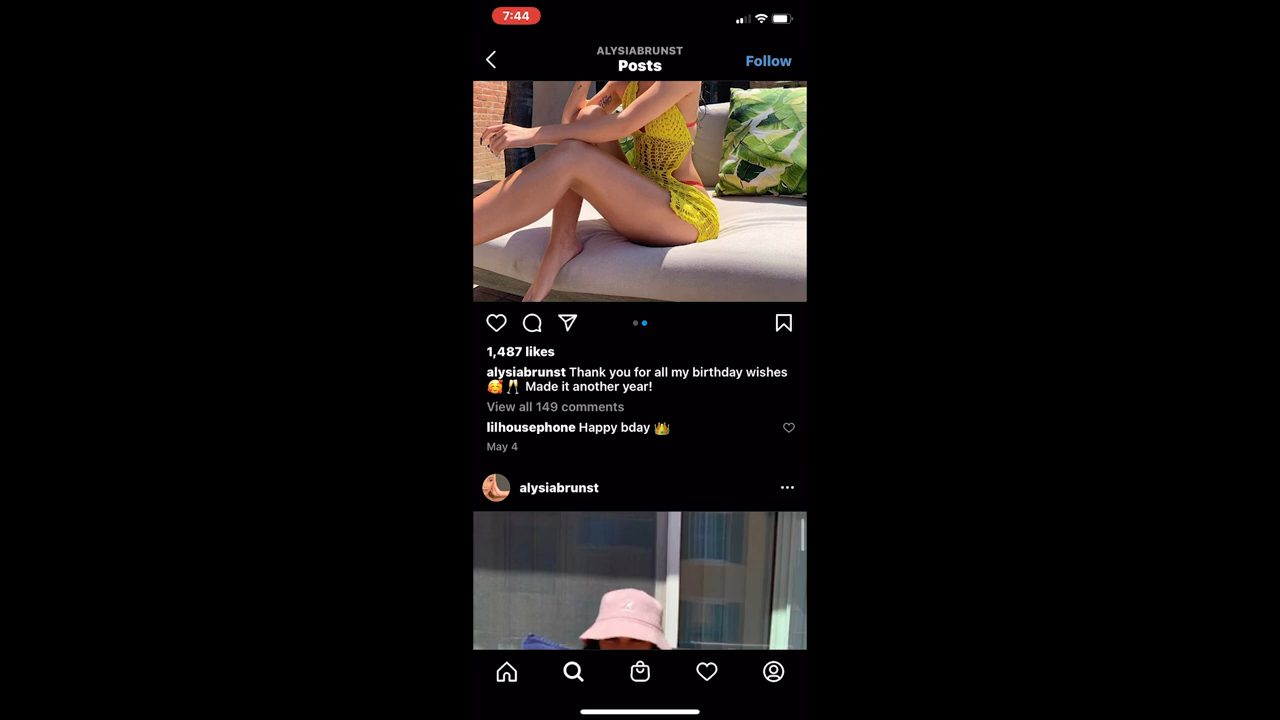 7:44
ALYSIABRUNST
Posts
Follow
1,487 likes
alysiabrunst Thank you for all my birthday wishes
🥰🥂 Made it another year!
View all 149 comments
lilhousephone Happy bday 👑
May 4
alysiabrunst